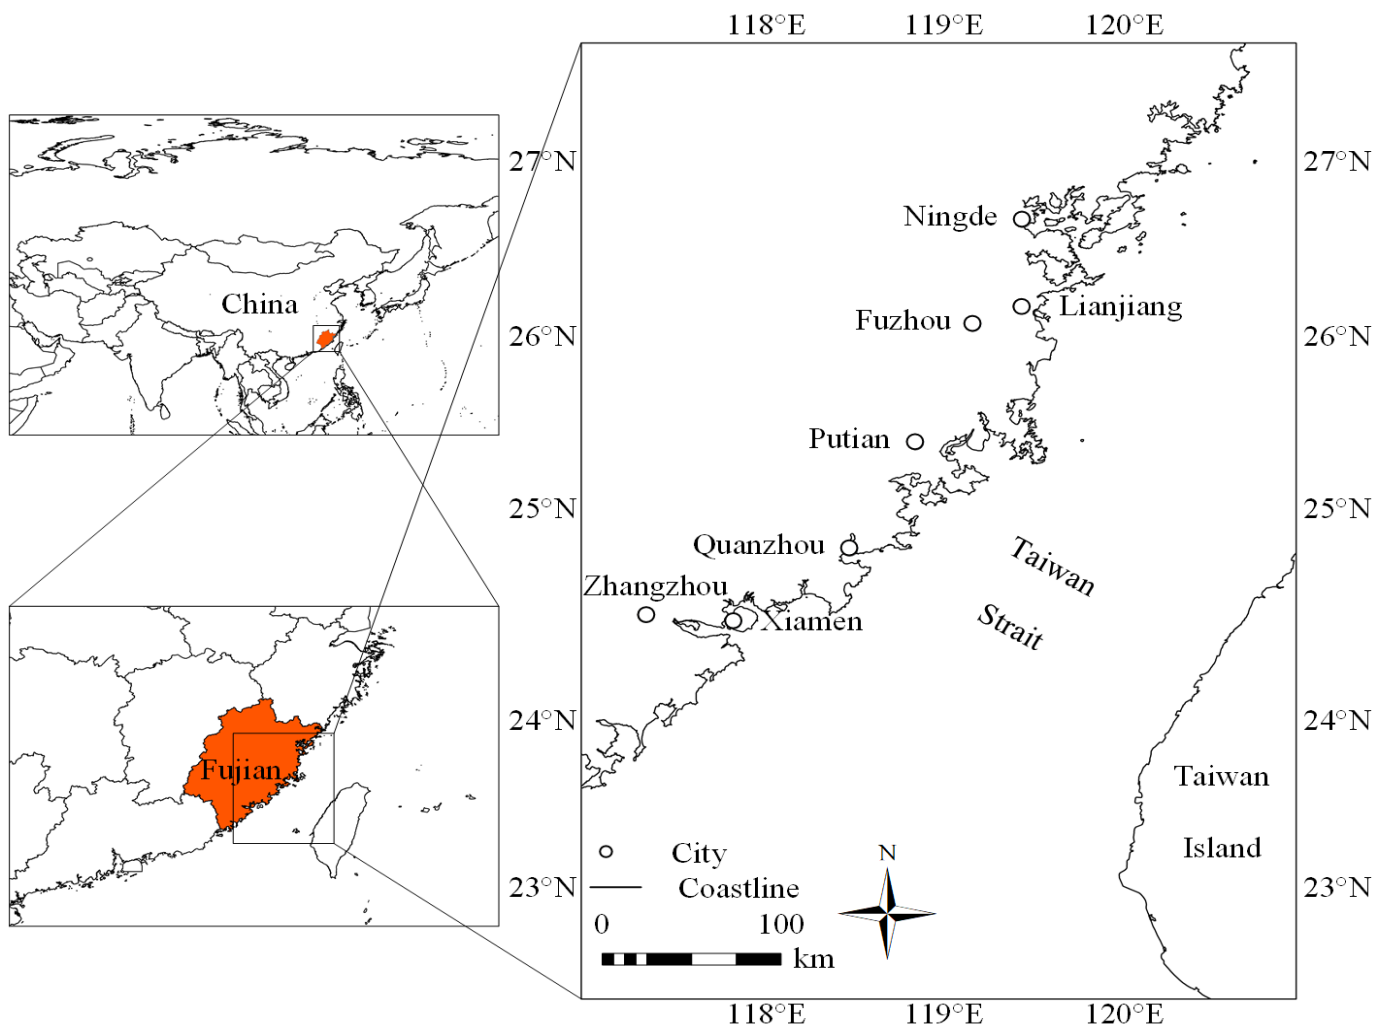 118°E 119°E 120°E
27°N 27°N
Ningde
China
Lianjiang
Fuzhou
26°N 26°N
Putian
25°N 25°N
Quanzhou
Taiwan
Strait
Zhangzhou
Xiamen
24°N 24°N
Fujian
Taiwan
Island
City
N
Coastline
23°N 23°N
0 100
km
118°E 119°E 120°E